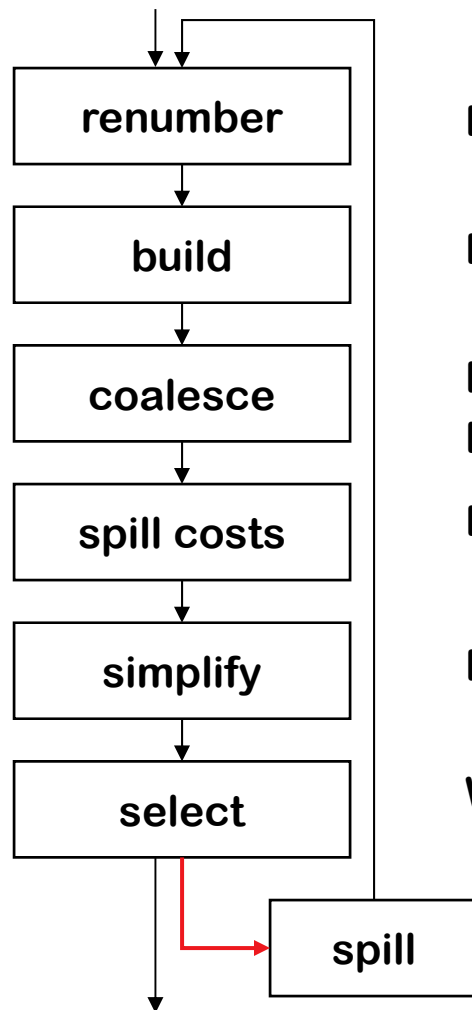 renumber
build
coalesce
spill costs
simplify
select
spill